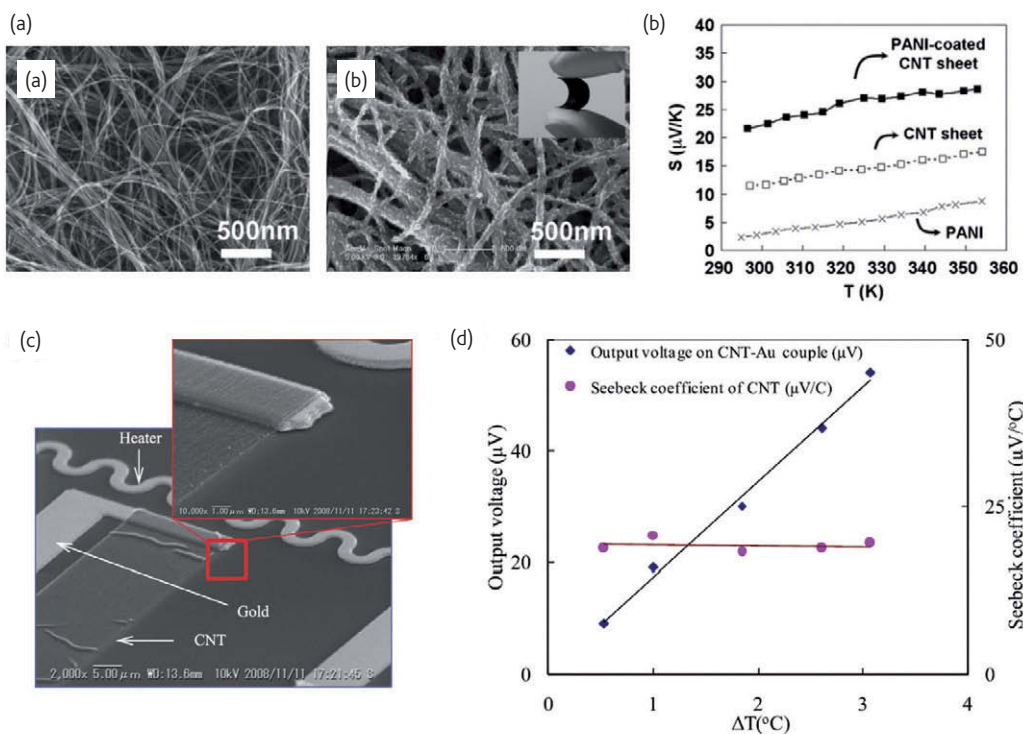 (a)
(a)
500nm
(b)
500nm
(b)
S (µV/K)
40
35
30
25
20
15
10
5
0
PANI-coated
CNT sheet
CNT sheet
PANI
290 300 310 320 330 340 350 360
T (K)
(c)
Heater
10,000x 1.00µm WD:13.6mm 10kV 2008/11/11 17:23:42 S
Gold
CNT
2,000x 5.00µm WD:13.6mm 10kV 2008/11/11 17:21:45 S
(d)
Output voltage (µV)
60
40
20
0
Output voltage on CNT-Au couple (µV)
Seebeck coefficient of CNT (µV/C)
50
25
0
Seebeck coefficient of CNT (µV/°C)
0 1 2 3 4
ΔT(°C)